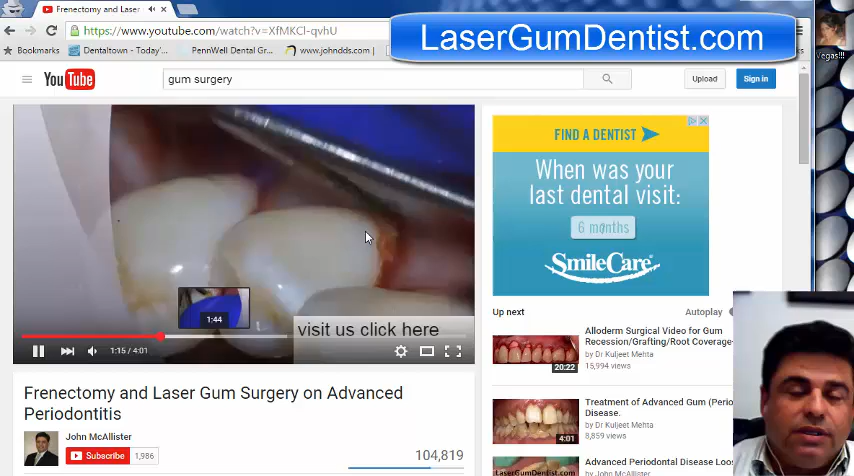 Frenectomy and Laser
https://www.youtube.com/watch?v=XfMKCl-qvhU
LaserGumDentist.com
Bookmarks
Dentaltown - Today'...
PennWell Dental Gr...
www.johndds.com |
Vegas!!!
YouTube
gum surgery
Upload
Sign in
FIND A DENTIST
When was your
last dental visit:
6 months
SmileCare
1:44
visit us click here
1:15 / 4:01
Up next
Autoplay
Alloderm Surgical Video for Gum
Recession/Grafting/Root Coverage-
by Dr Kuljeet Mehta
15,994 views
20:22
Frenectomy and Laser Gum Surgery on Advanced
Periodontitis
John McAllister
Subscribe
1,986
104,819
Treatment of Advanced Gum (Perio
Disease.
by Dr Kuljeet Mehta
8,859 views
4:01
Advanced Periodontal Disease Loos
by John McAllister
LaserGumDentist.com